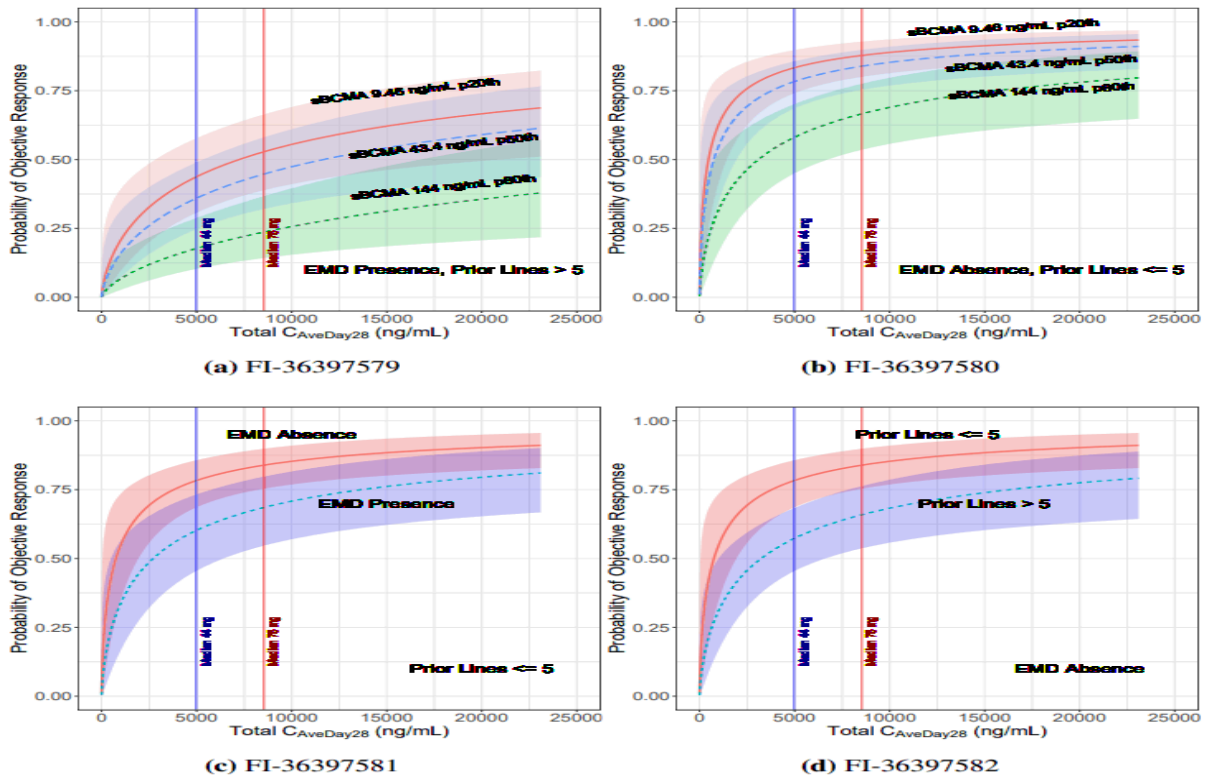 Probability of Objective Response
1.00
0.75
0.50
0.25
0.00
sBCMA 9.46 ng/mL p20th
sBCMA 43.4 ng/mL p50th
sBCMA 144 ng/mL p80th
Median 44 mg
Median 76 mg
EMD Presence, Prior Lines > 5
0
5000
10000
15000
20000
25000
Total CAveDay28 (ng/mL)
(a) FI-36397579
Probability of Objective Response
1.00
0.75
0.50
0.25
0.00
sBCMA 9.46 ng/mL p20th
sBCMA 43.4 ng/mL p50th
sBCMA 144 ng/mL p80th
Median 44 mg
Median 76 mg
EMD Absence, Prior Lines <= 5
0
5000
10000
15000
20000
25000
Total CAveDay28 (ng/mL)
(b) FI-36397580
Probability of Objective Response
1.00
0.75
0.50
0.25
0.00
EMD Absence
EMD Presence
Median 44 mg
Median 76 mg
Prior Lines <= 5
0
5000
10000
15000
20000
25000
Total CAveDay28 (ng/mL)
(c) FI-36397581
Probability of Objective Response
1.00
0.75
0.50
0.25
0.00
Prior Lines <= 5
Prior Lines > 5
Median 44 mg
Median 76 mg
EMD Absence
0
5000
10000
15000
20000
25000
Total CAveDay28 (ng/mL)
(d) FI-36397582